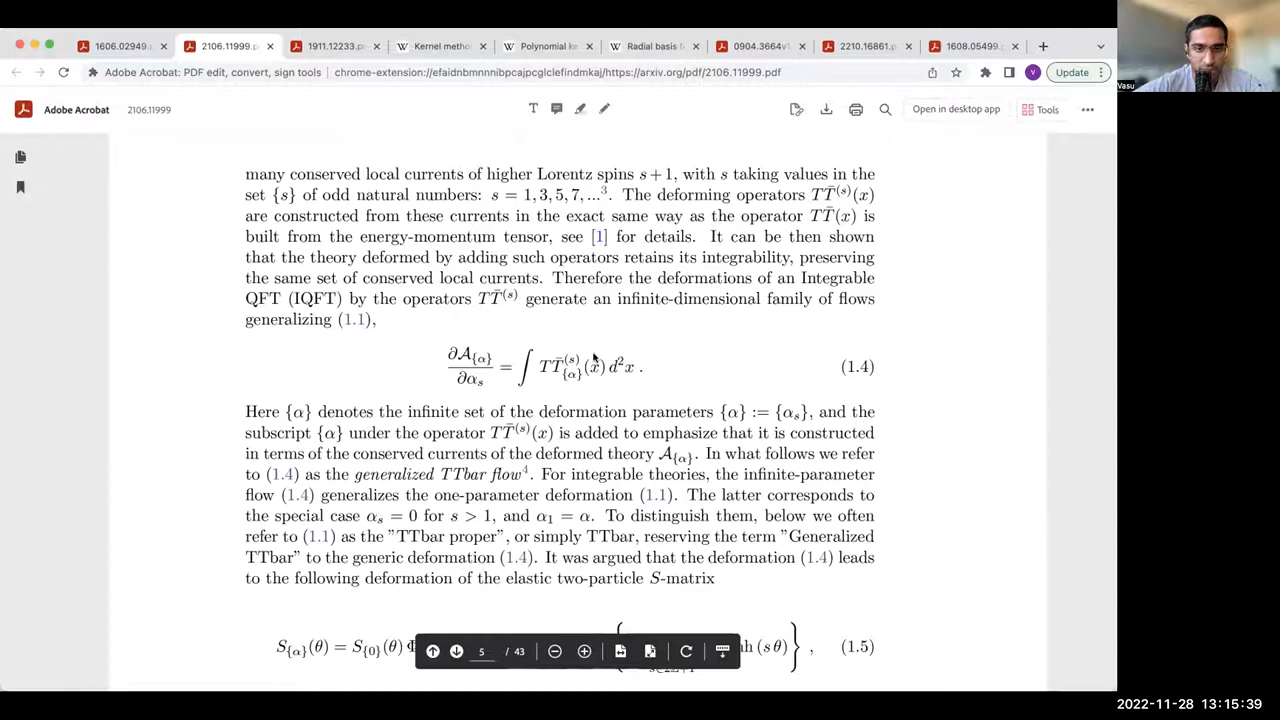 1606.02949.
2106.11999.p
1911.12233.p
Kernel metho
Polynomial ke
Radial basis f
0904.3664v1
2210.16861.p
1608.05499.
Adobe Acrobat: PDF edit, convert, sign tools | chrome-extension://efaidnbmnnnibpcajpcglclefindmkaj/https://arxiv.org/pdf/2106.11999.pdf
V
Update
Vasu
Adobe Acrobat 2106.11999
Open in desktop app
Tools
many conserved local currents of higher Lorentz spins s + 1, with s taking values in the
set {s} of odd natural numbers: s = 1, 3, 5, 7, ...³. The deforming operators TT̄⁽ˢ⁾(x)
are constructed from these currents in the exact same way as the operator TT̄(x) is
built from the energy-momentum tensor, see [1] for details. It can be then shown
that the theory deformed by adding such operators retains its integrability, preserving
the same set of conserved local currents. Therefore the deformations of an Integrable
QFT (IQFT) by the operators TT̄⁽ˢ⁾ generate an infinite-dimensional family of flows
generalizing (1.1),
∂𝒜_{α} / ∂α_s = ∫ TT̄_{α}⁽ˢ⁾(x) d²x . (1.4)
Here {α} denotes the infinite set of the deformation parameters {α} := {α_s}, and the
subscript {α} under the operator TT̄⁽ˢ⁾(x) is added to emphasize that it is constructed
in terms of the conserved currents of the deformed theory 𝒜_{α}. In what follows we refer
to (1.4) as the generalized TTbar flow⁴. For integrable theories, the infinite-parameter
flow (1.4) generalizes the one-parameter deformation (1.1). The latter corresponds to
the special case α_s = 0 for s > 1, and α₁ = α. To distinguish them, below we often
refer to (1.1) as the "TTbar proper", or simply TTbar, reserving the term "Generalized
TTbar" to the generic deformation (1.4). It was argued that the deformation (1.4) leads
to the following deformation of the elastic two-particle S-matrix
S_{α}(θ) = S_{0}(θ) Φ nh (s θ) } , (1.5)
5 / 43
2022-11-28 13:15:39